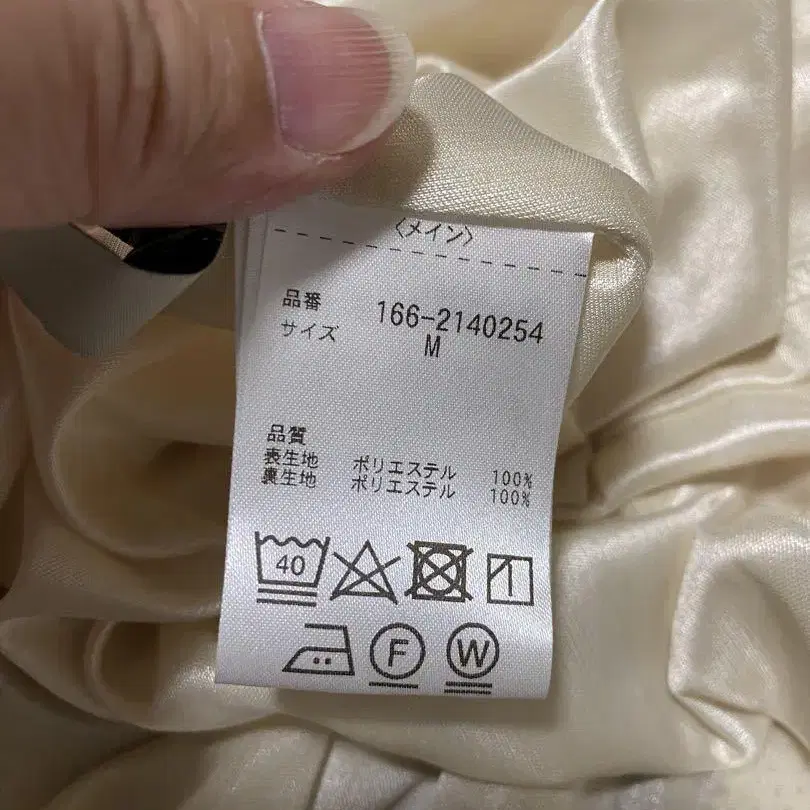 〈メイン〉
品番 166-2140254
サイズ M
品質
表生地 ポリエステル 100%
裏生地 ポリエステル 100%
40
F W